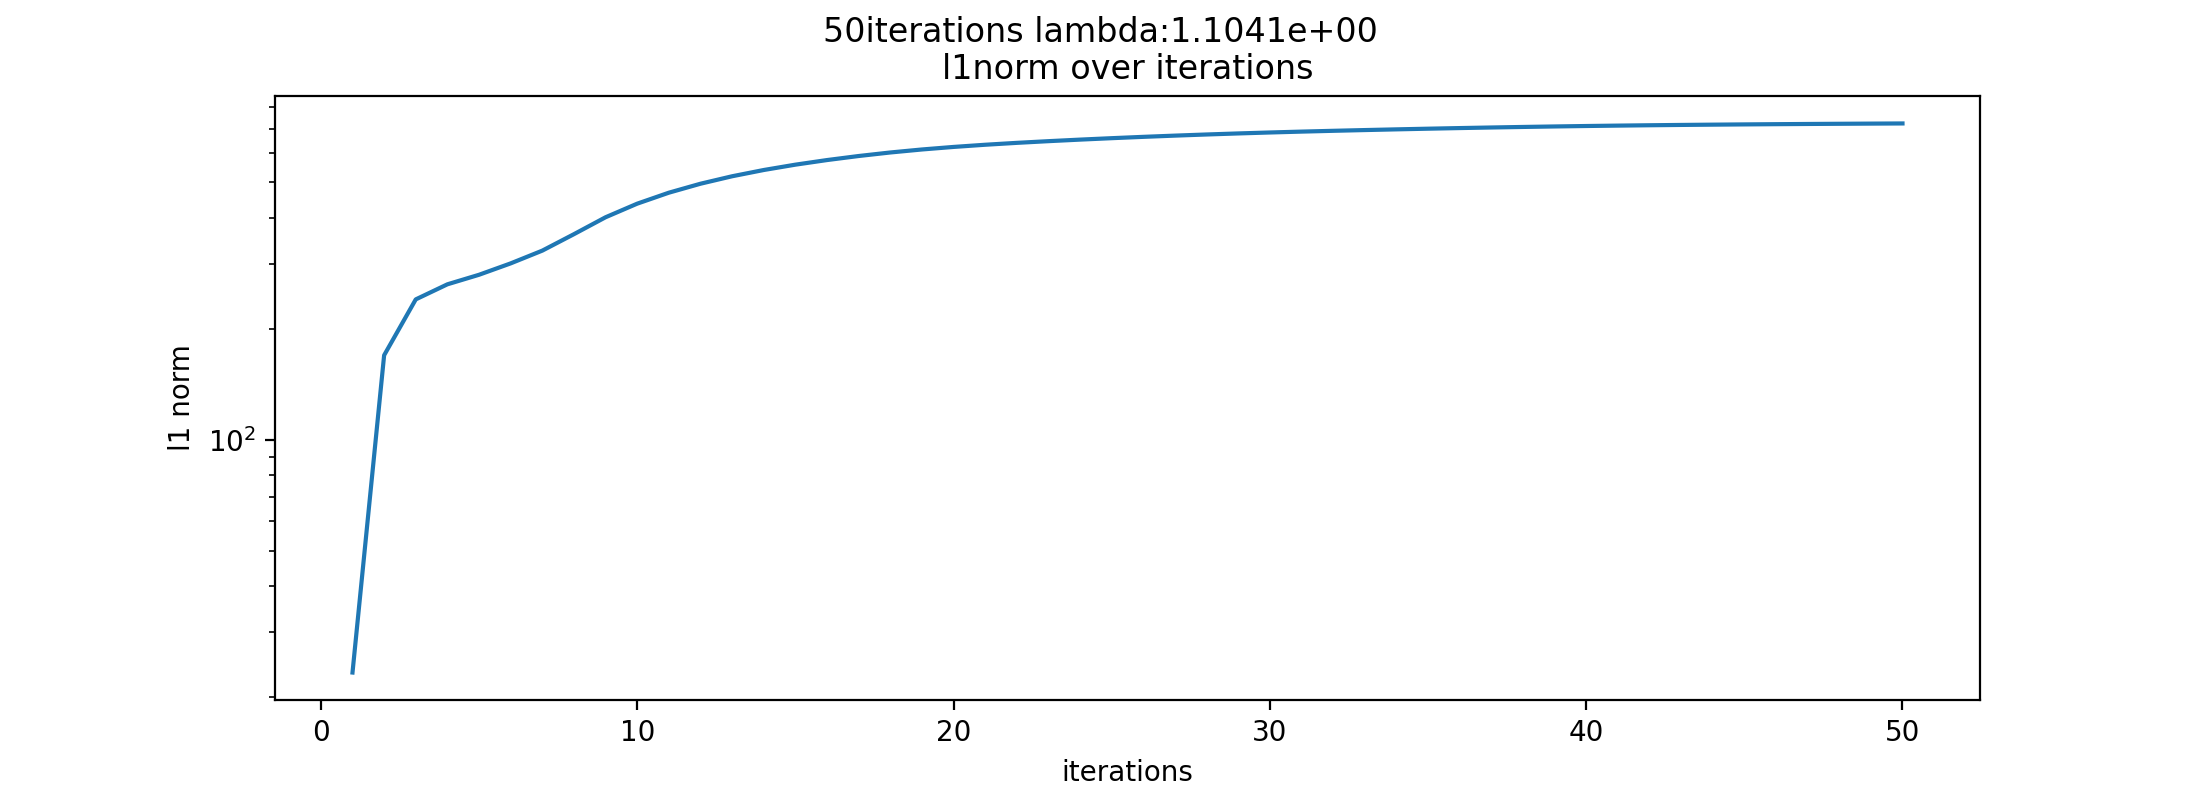 50iterations lambda:1.1041e+00
l1norm over iterations
l1 norm
10²
0 10 20 30 40 50
iterations